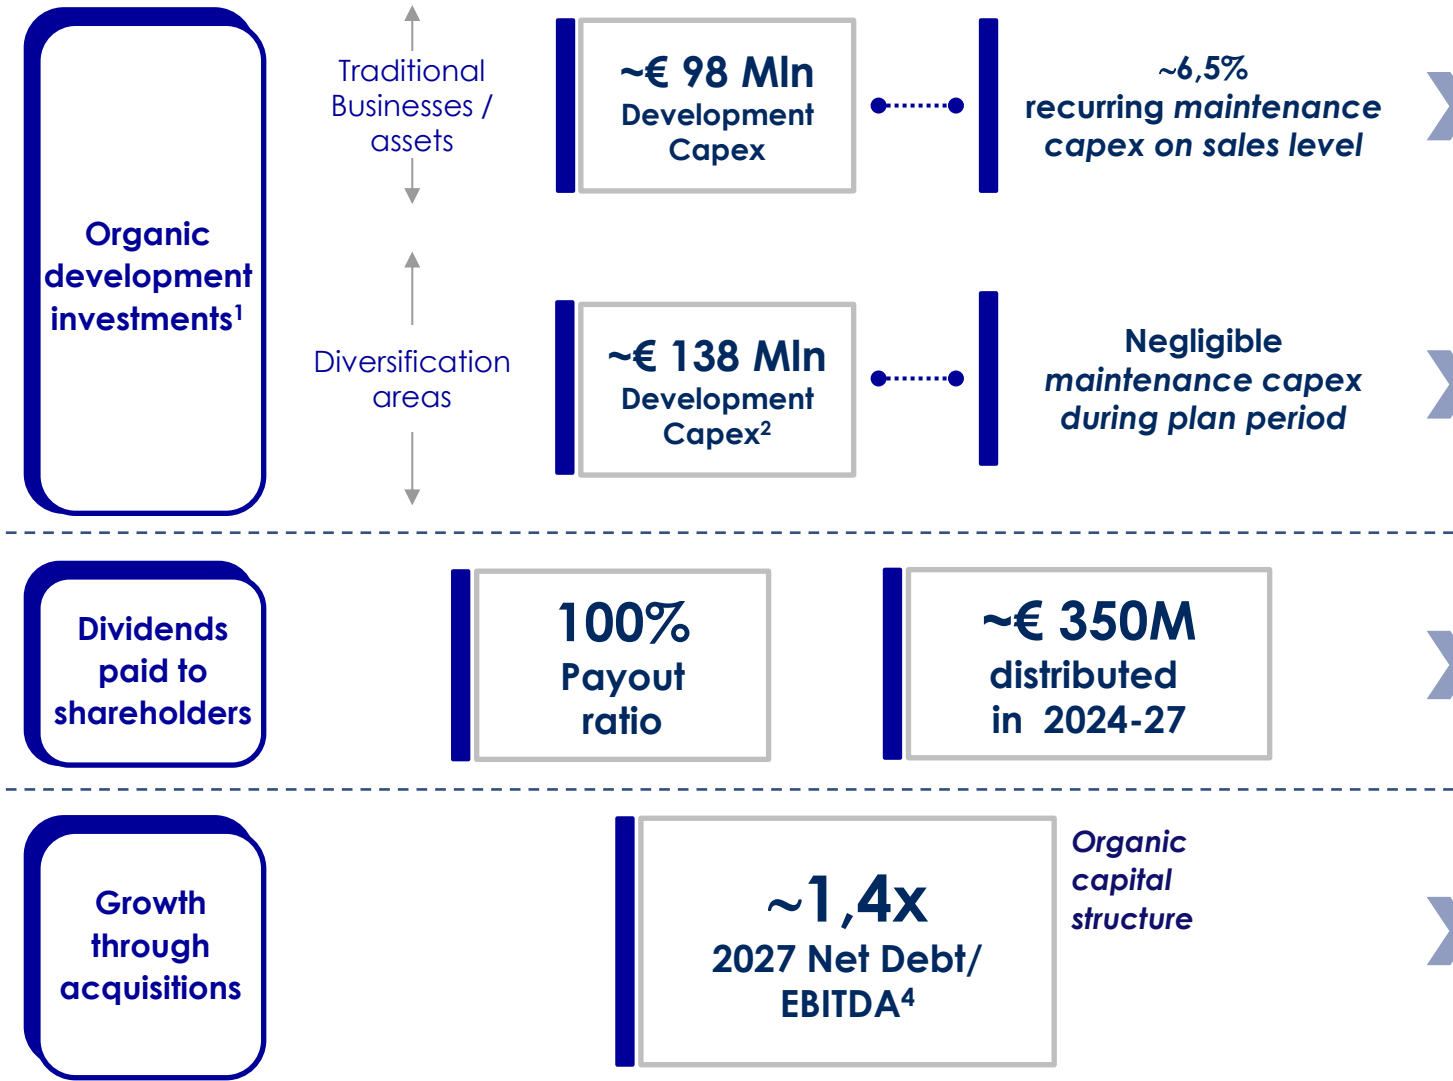 Organic
development
investments¹
Traditional
Businesses /
assets
~€ 98 Mln
Development
Capex
~6,5%
recurring maintenance
capex on sales level
Diversification
areas
~€ 138 Mln
Development
Capex²
Negligible
maintenance capex
during plan period
Dividends
paid to
shareholders
100%
Payout
ratio
~€ 350M
distributed
in 2024-27
Growth
through
acquisitions
~1,4x
2027 Net Debt/
EBITDA⁴
Organic
capital
structure